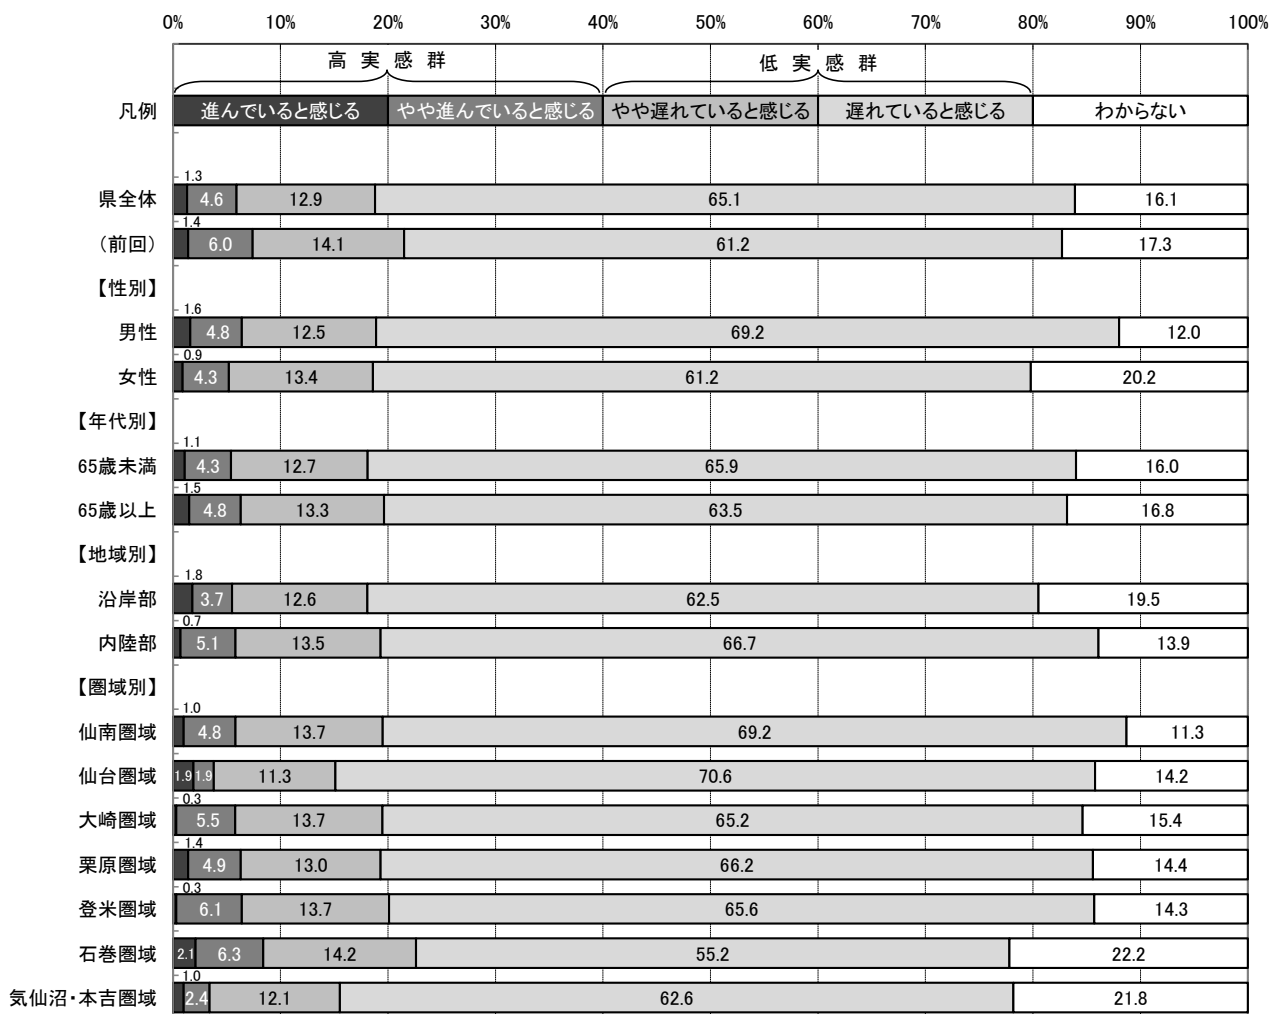 0% 10% 20% 30% 40% 50% 60% 70% 80% 90% 100%
高実感群 低実感群
凡例 進んでいると感じる やや進んでいると感じる やや遅れていると感じる 遅れていると感じる わからない
1.3
県全体 4.6 12.9 65.1 16.1
1.4
（前回） 6.0 14.1 61.2 17.3
【性別】
1.6
男性 4.8 12.5 69.2 12.0
0.9
女性 4.3 13.4 61.2 20.2
【年代別】
1.1
65歳未満 4.3 12.7 65.9 16.0
1.5
65歳以上 4.8 13.3 63.5 16.8
【地域別】
1.8
沿岸部 3.7 12.6 62.5 19.5
0.7
内陸部 5.1 13.5 66.7 13.9
【圏域別】
1.0
仙南圏域 4.8 13.7 69.2 11.3
仙台圏域 1.9 1.9 11.3 70.6 14.2
0.3
大崎圏域 5.5 13.7 65.2 15.4
1.4
栗原圏域 4.9 13.0 66.2 14.4
0.3
登米圏域 6.1 13.7 65.6 14.3
石巻圏域 2.1 6.3 14.2 55.2 22.2
1.0
気仙沼・本吉圏域 2.4 12.1 62.6 21.8